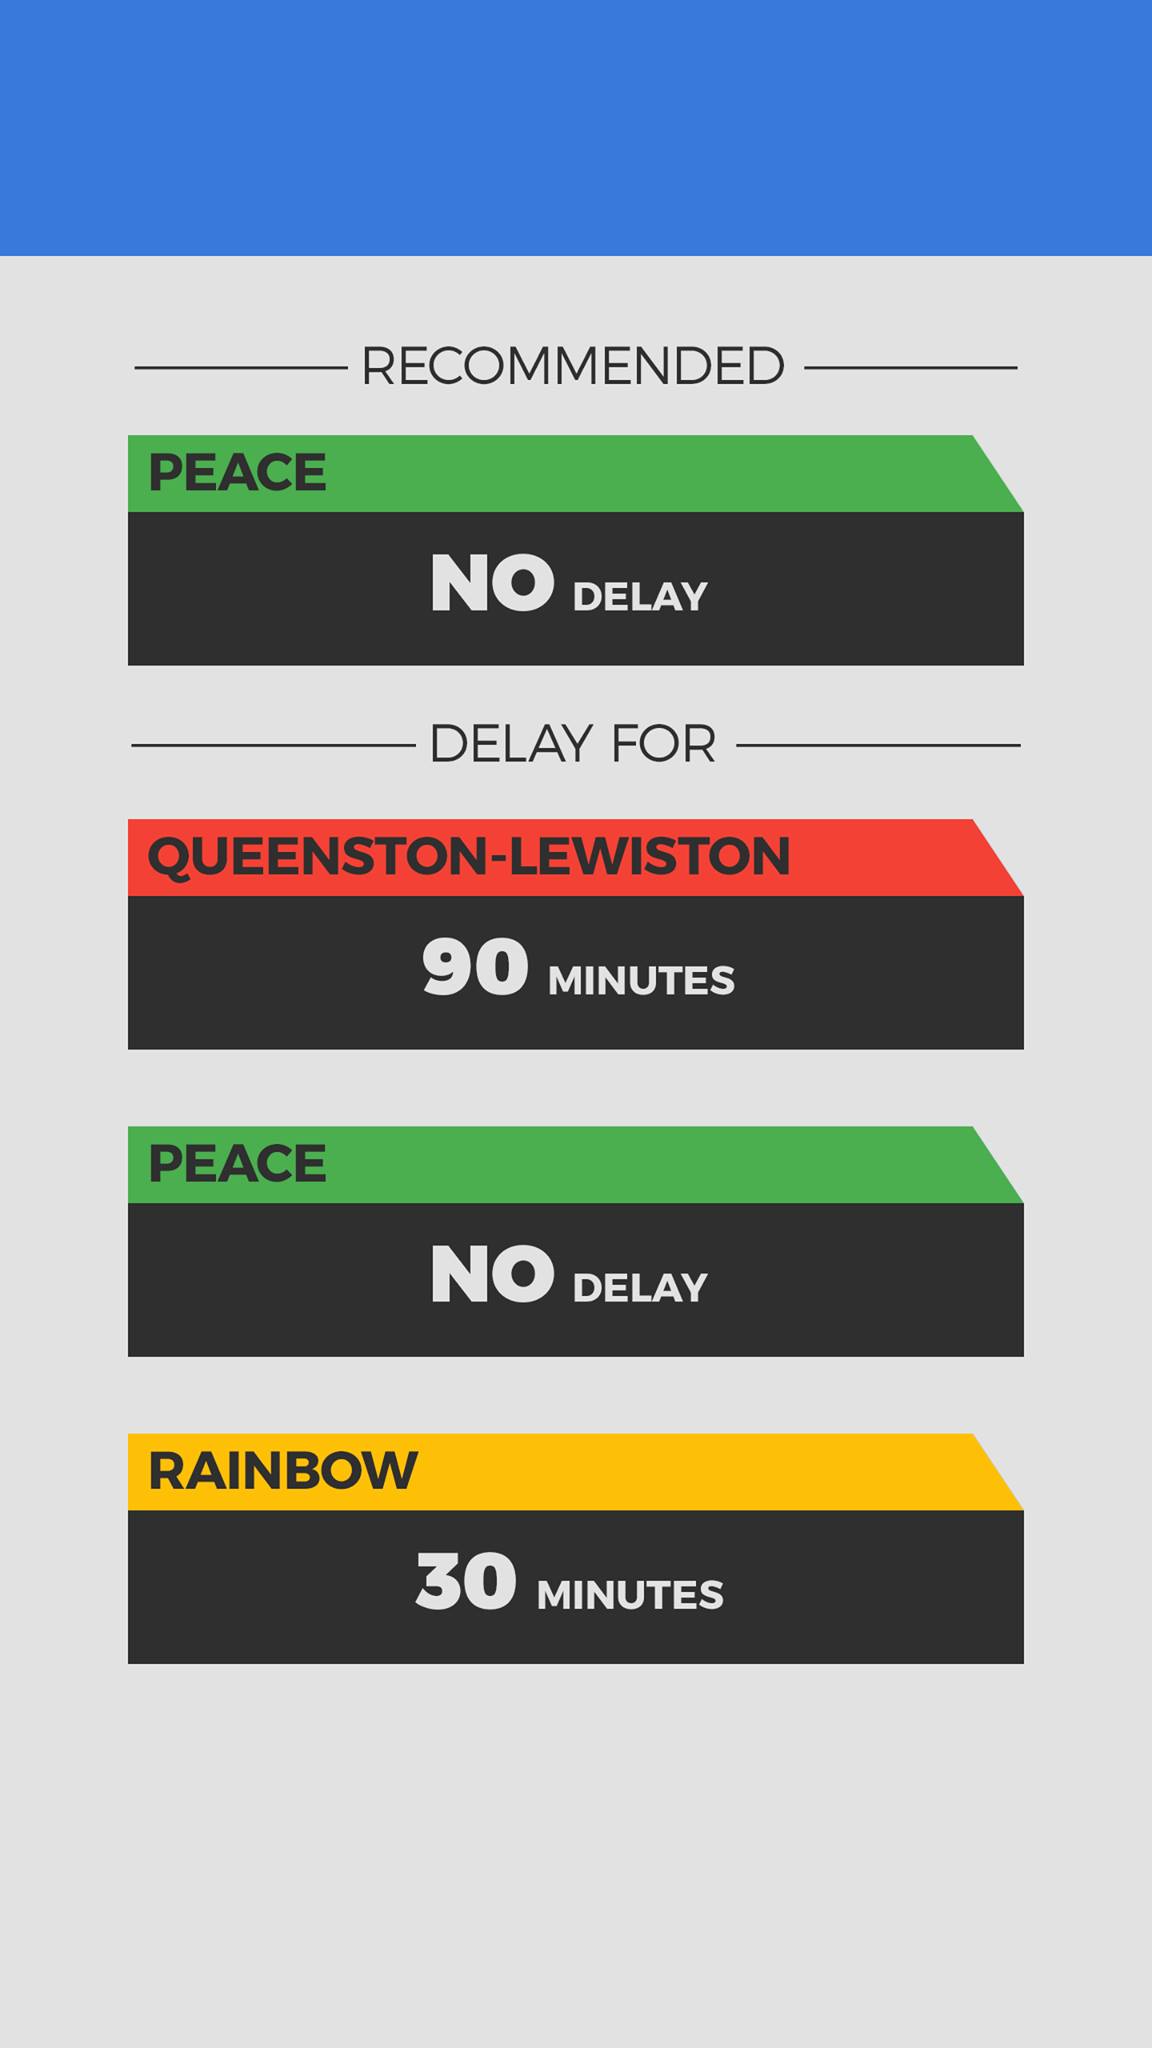 RECOMMENDED
PEACE
NO DELAY
DELAY FOR
QUEENSTON-LEWISTON
90 MINUTES
PEACE
NO DELAY
RAINBOW
30 MINUTES